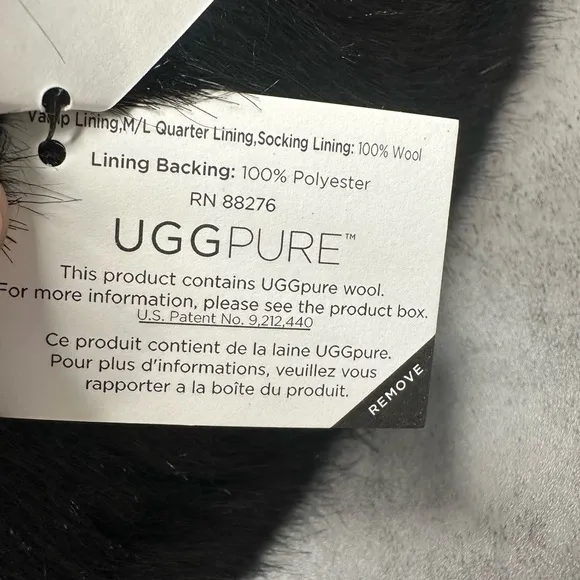 Vamp Lining,M/L Quarter Lining,Socking Lining: 100% Wool
Lining Backing: 100% Polyester
RN 88276
UGGPURE™
This product contains UGGpure wool.
For more information, please see the product box.
U.S. Patent No. 9,212,440
Ce produit contient de la laine UGGpure.
Pour plus d'informations, veuillez vous
rapporter a la boîte du produit.
REMOVE